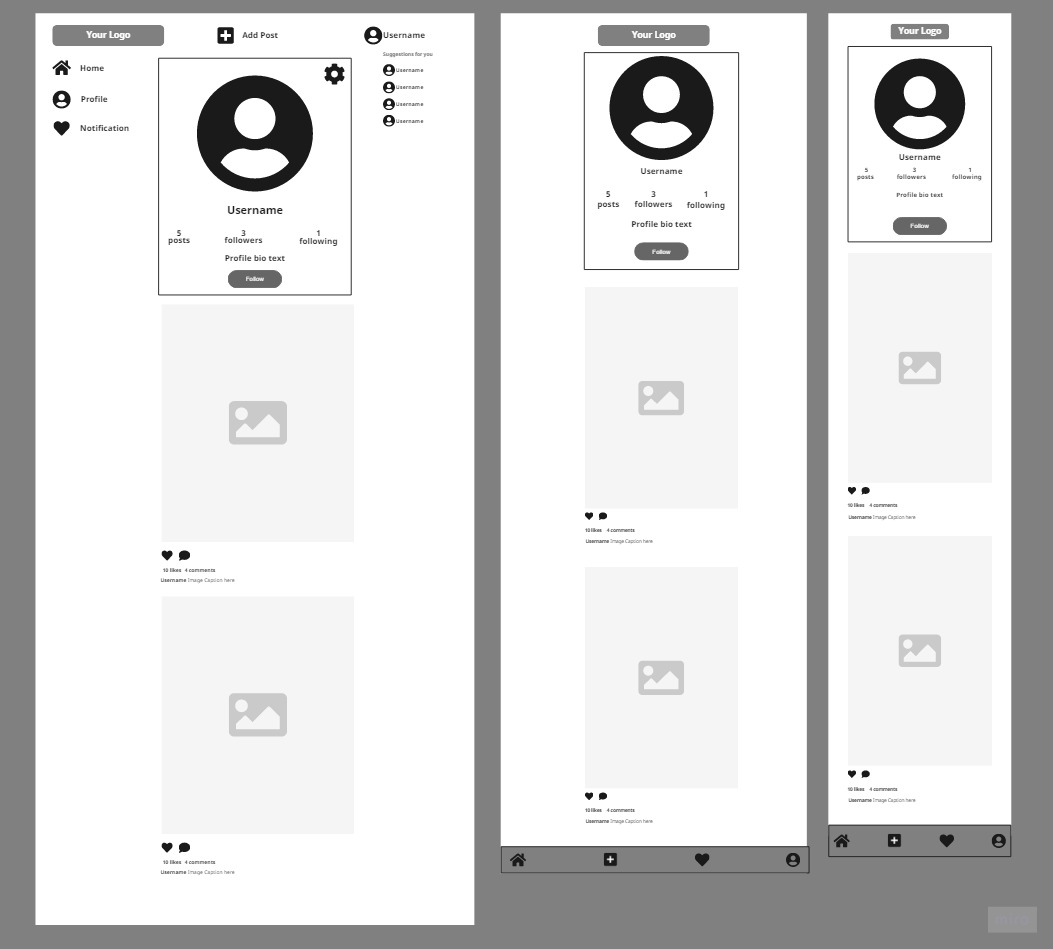 Your Logo
Add Post
Username
Suggestions for you
Username
Username
Username
Username
Home
Profile
Notification
Username
5 posts
3 followers
1 following
Profile bio text
Follow
10 likes 4 comments
Username Image Caption here
10 likes 4 comments
Username Image Caption here
Your Logo
Username
5 posts
3 followers
1 following
Profile bio text
Follow
10 likes 4 comments
Username Image Caption here
10 likes 4 comments
Username Image Caption here
Your Logo
Username
5 posts
3 followers
1 following
Profile bio text
Follow
10 likes 4 comments
Username Image Caption here
10 likes 4 comments
Username Image Caption here